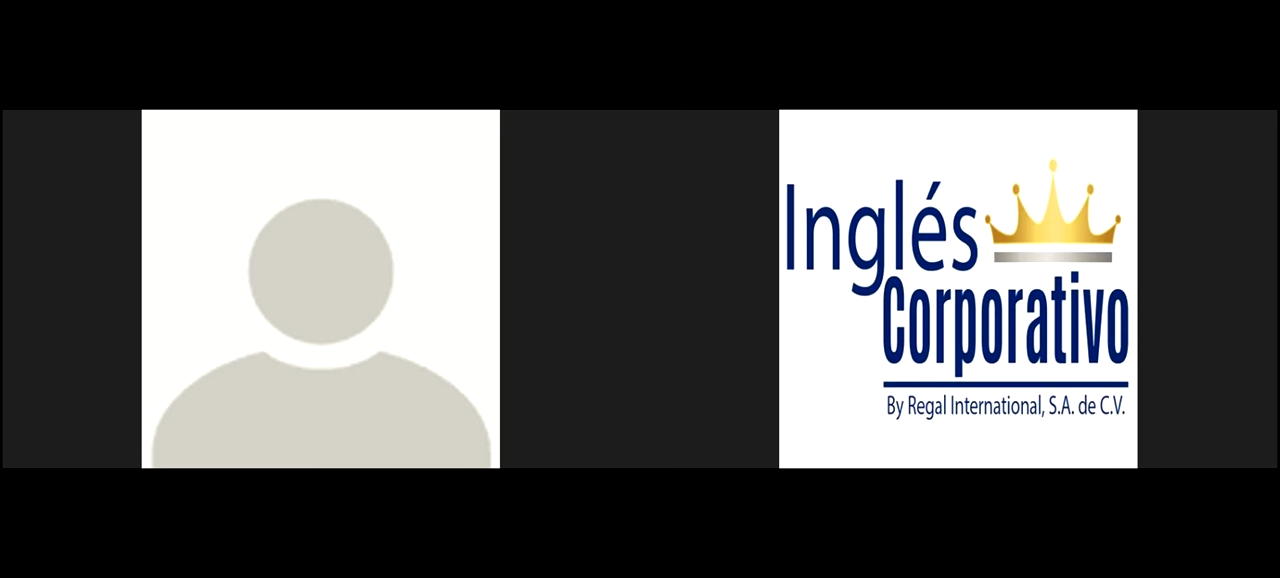 Inglés
Corporativo
By Regal International, S.A. de C.V.